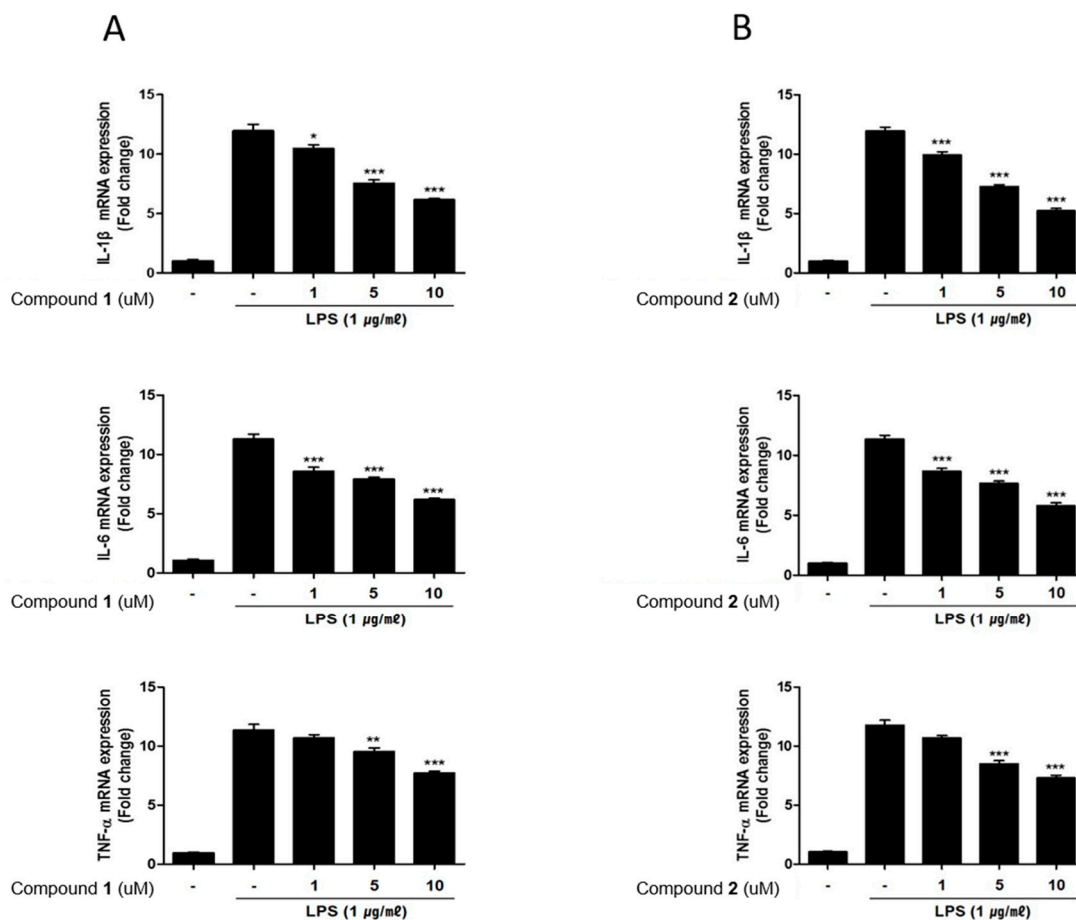 A
IL-1β mRNA expression
(Fold change)
15
10
5
0
*
***
***
Compound 1 (uM)
- - 1 5 10
LPS (1 ㎍/㎖)
IL-6 mRNA expression
(Fold change)
15
10
5
0
***
***
***
Compound 1 (uM)
- - 1 5 10
LPS (1 ㎍/㎖)
TNF-α mRNA expression
(Fold change)
15
10
5
0
**
***
Compound 1 (uM)
- - 1 5 10
LPS (1 ㎍/㎖)
B
IL-1β mRNA expression
(Fold change)
15
10
5
0
***
***
***
Compound 2 (uM)
- - 1 5 10
LPS (1 ㎍/㎖)
IL-6 mRNA expression
(Fold change)
15
10
5
0
***
***
***
Compound 2 (uM)
- - 1 5 10
LPS (1 ㎍/㎖)
TNF-α mRNA expression
(Fold change)
15
10
5
0
***
***
Compound 2 (uM)
- - 1 5 10
LPS (1 ㎍/㎖)